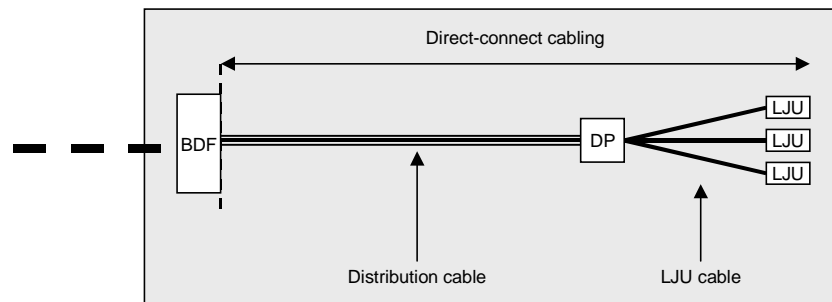 Direct-connect cabling
LJU
BDF
DP
LJU
LJU
Distribution cable
LJU cable